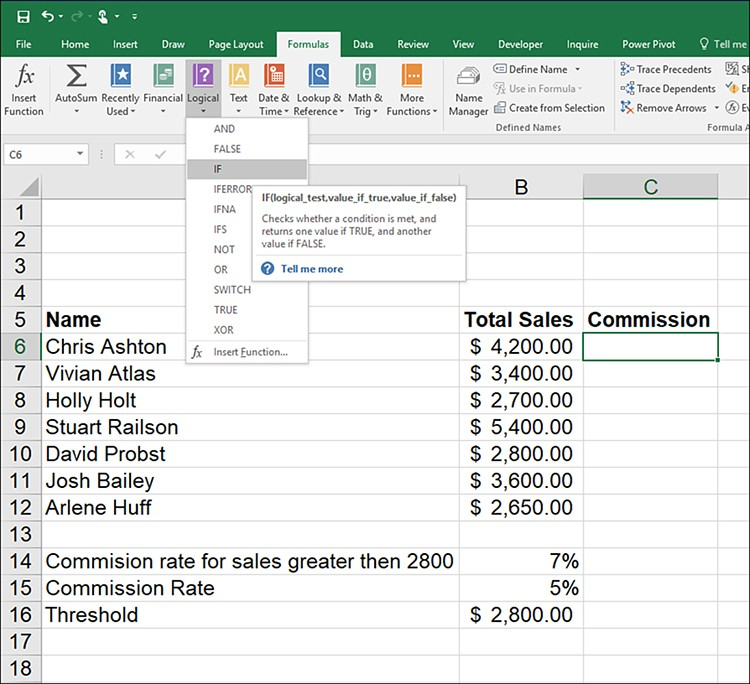 File Home Insert Draw Page Layout Formulas Data Review View Developer Inquire Power Pivot Tell me
fx Σ ? A θ
Insert Function
AutoSum
Recently Used
Financial
Logical
Text
Date & Time
Lookup & Reference
Math & Trig
More Functions
Name Manager
Define Name
Use in Formula
Create from Selection
Defined Names
Trace Precedents
Trace Dependents
Remove Arrows
Formula A
C6
AND
FALSE
IF
IFERROR
IFNA
IFS
NOT
OR
SWITCH
TRUE
XOR
fx Insert Function...
IF(logical_test,value_if_true,value_if_false)
Checks whether a condition is met, and
returns one value if TRUE, and another
value if FALSE.
? Tell me more
B C
1
2
3
4
5 Name Total Sales Commission
6 Chris Ashton $ 4,200.00
7 Vivian Atlas $ 3,400.00
8 Holly Holt $ 2,700.00
9 Stuart Railson $ 5,400.00
10 David Probst $ 2,800.00
11 Josh Bailey $ 3,600.00
12 Arlene Huff $ 2,650.00
13
14 Commision rate for sales greater then 2800 7%
15 Commission Rate 5%
16 Threshold $ 2,800.00
17
18